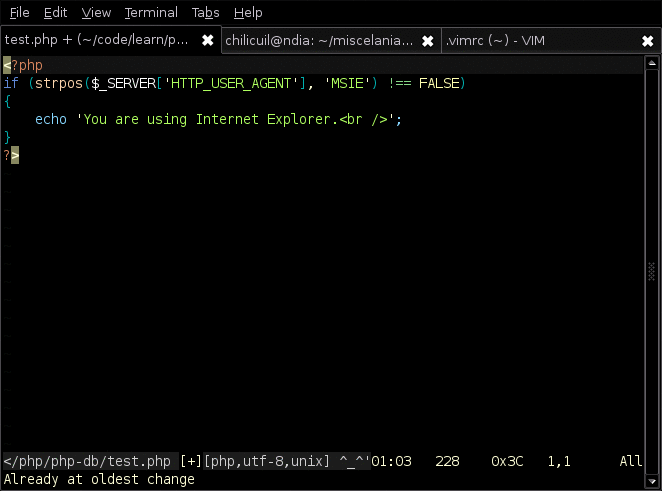 File Edit View Terminal Tabs Help
test.php + (~/code/learn/p... chilicuil@ndia: ~/miscelania... .vimrc (~) - VIM
<?php
if (strpos($_SERVER['HTTP_USER_AGENT'], 'MSIE') !== FALSE)
{
    echo 'You are using Internet Explorer.<br />';
}
?>
</php/php-db/test.php [+][php,utf-8,unix] ^_^'01:03 228 0x3C 1,1 All
Already at oldest change